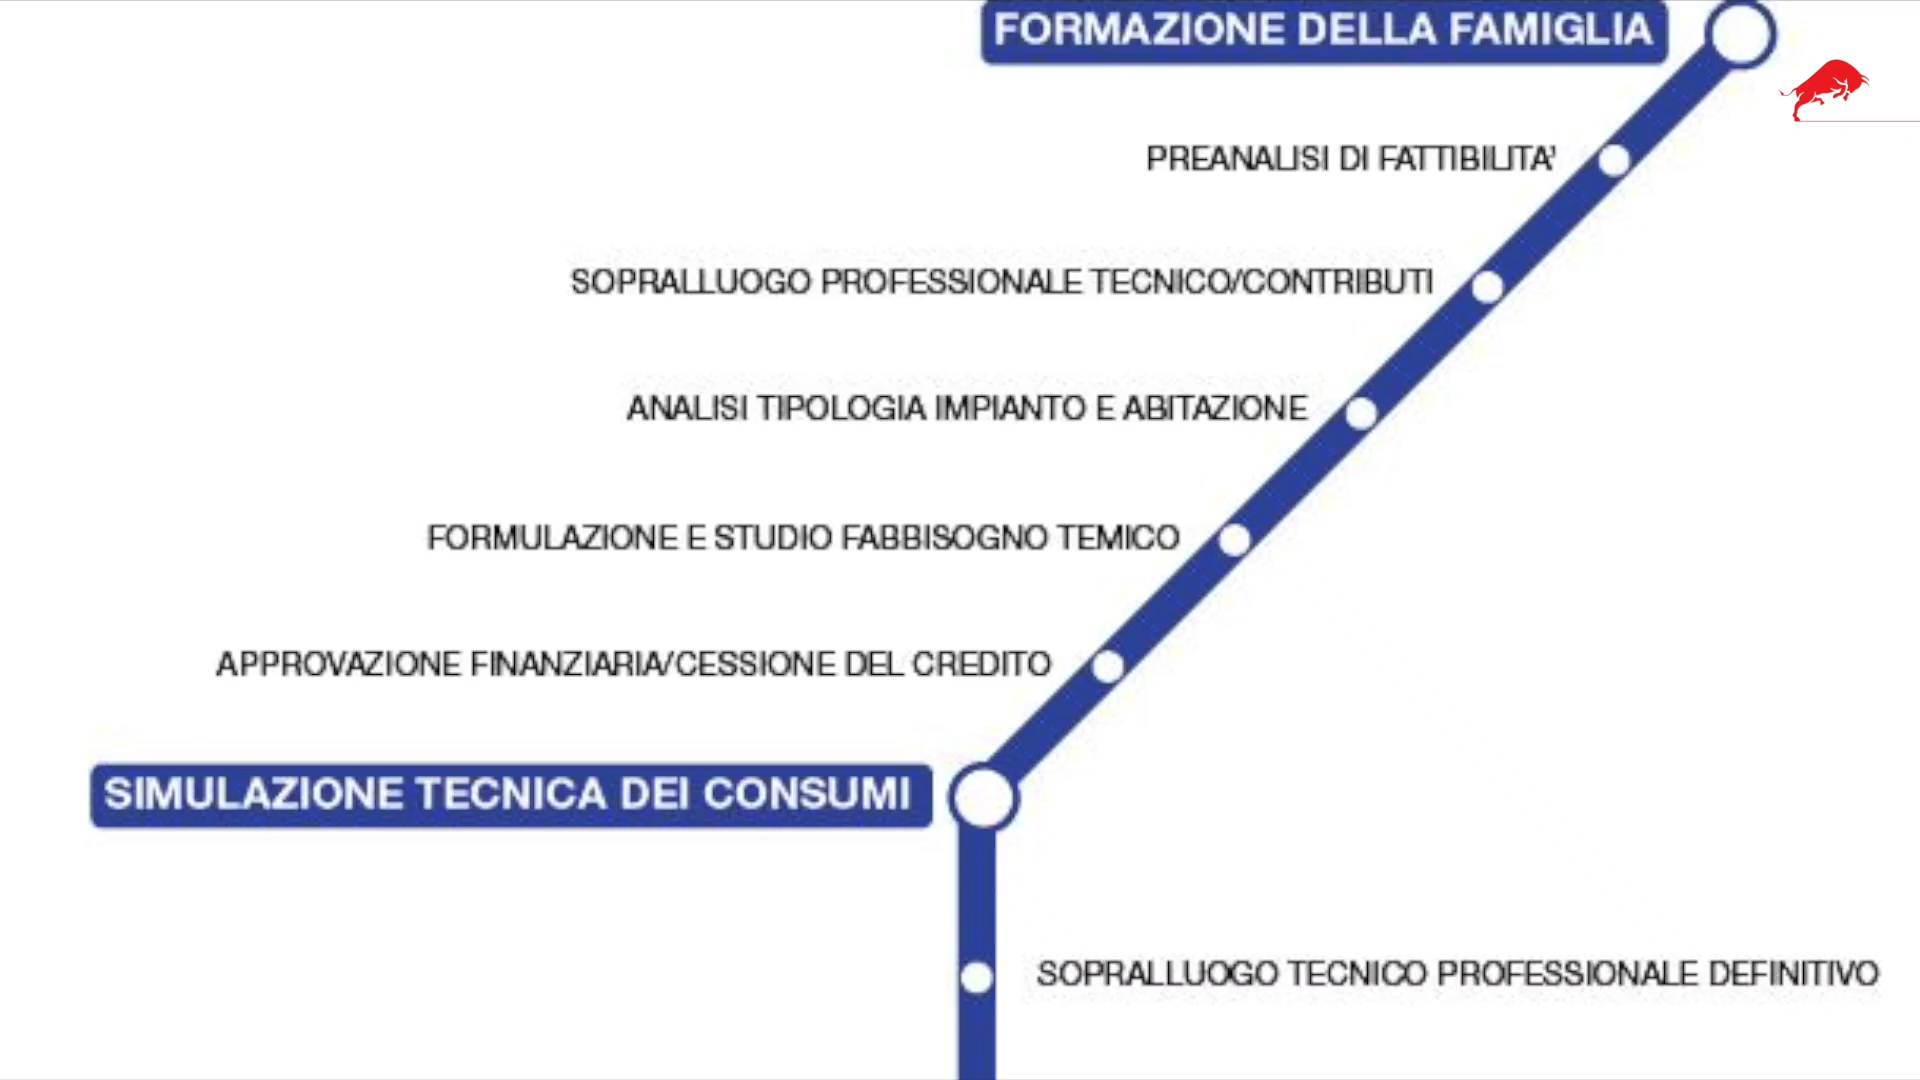 FORMAZIONE DELLA FAMIGLIA
PREANALISI DI FATTIBILITA'
SOPRALLUOGO PROFESSIONALE TECNICO/CONTRIBUTI
ANALISI TIPOLOGIA IMPIANTO E ABITAZIONE
FORMULAZIONE E STUDIO FABBISOGNO TEMICO
APPROVAZIONE FINANZIARIA/CESSIONE DEL CREDITO
SIMULAZIONE TECNICA DEI CONSUMI
SOPRALLUOGO TECNICO PROFESSIONALE DEFINITIVO